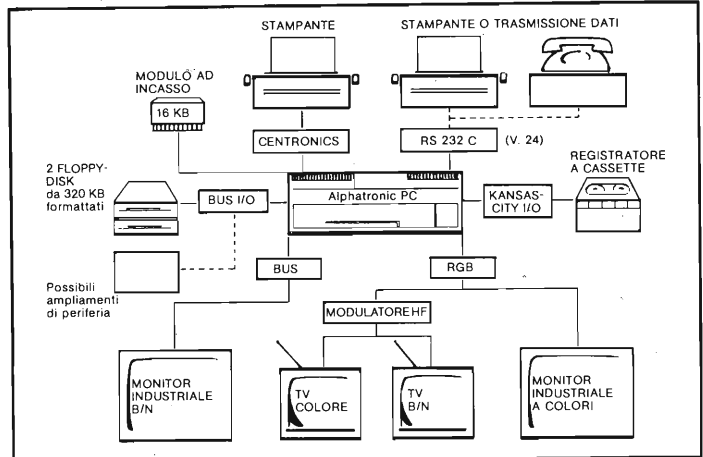 STAMPANTE
STAMPANTE O TRASMISSIONE DATI
MODULO AD
INCASSO
16 KB
CENTRONICS
RS 232 C
(V. 24)
2 FLOPPY-
DISK
da 320 KB
formattati
BUS I/O
Alphatronic PC
KANSAS-
CITY I/O
REGISTRATORE
A CASSETTE
Possibili
ampliamenti
di periferia
BUS
RGB
MODULATORE HF
MONITOR
INDUSTRIALE
B/N
TV
COLORE
TV
B/N
MONITOR
INDUSTRIALE
A COLORI